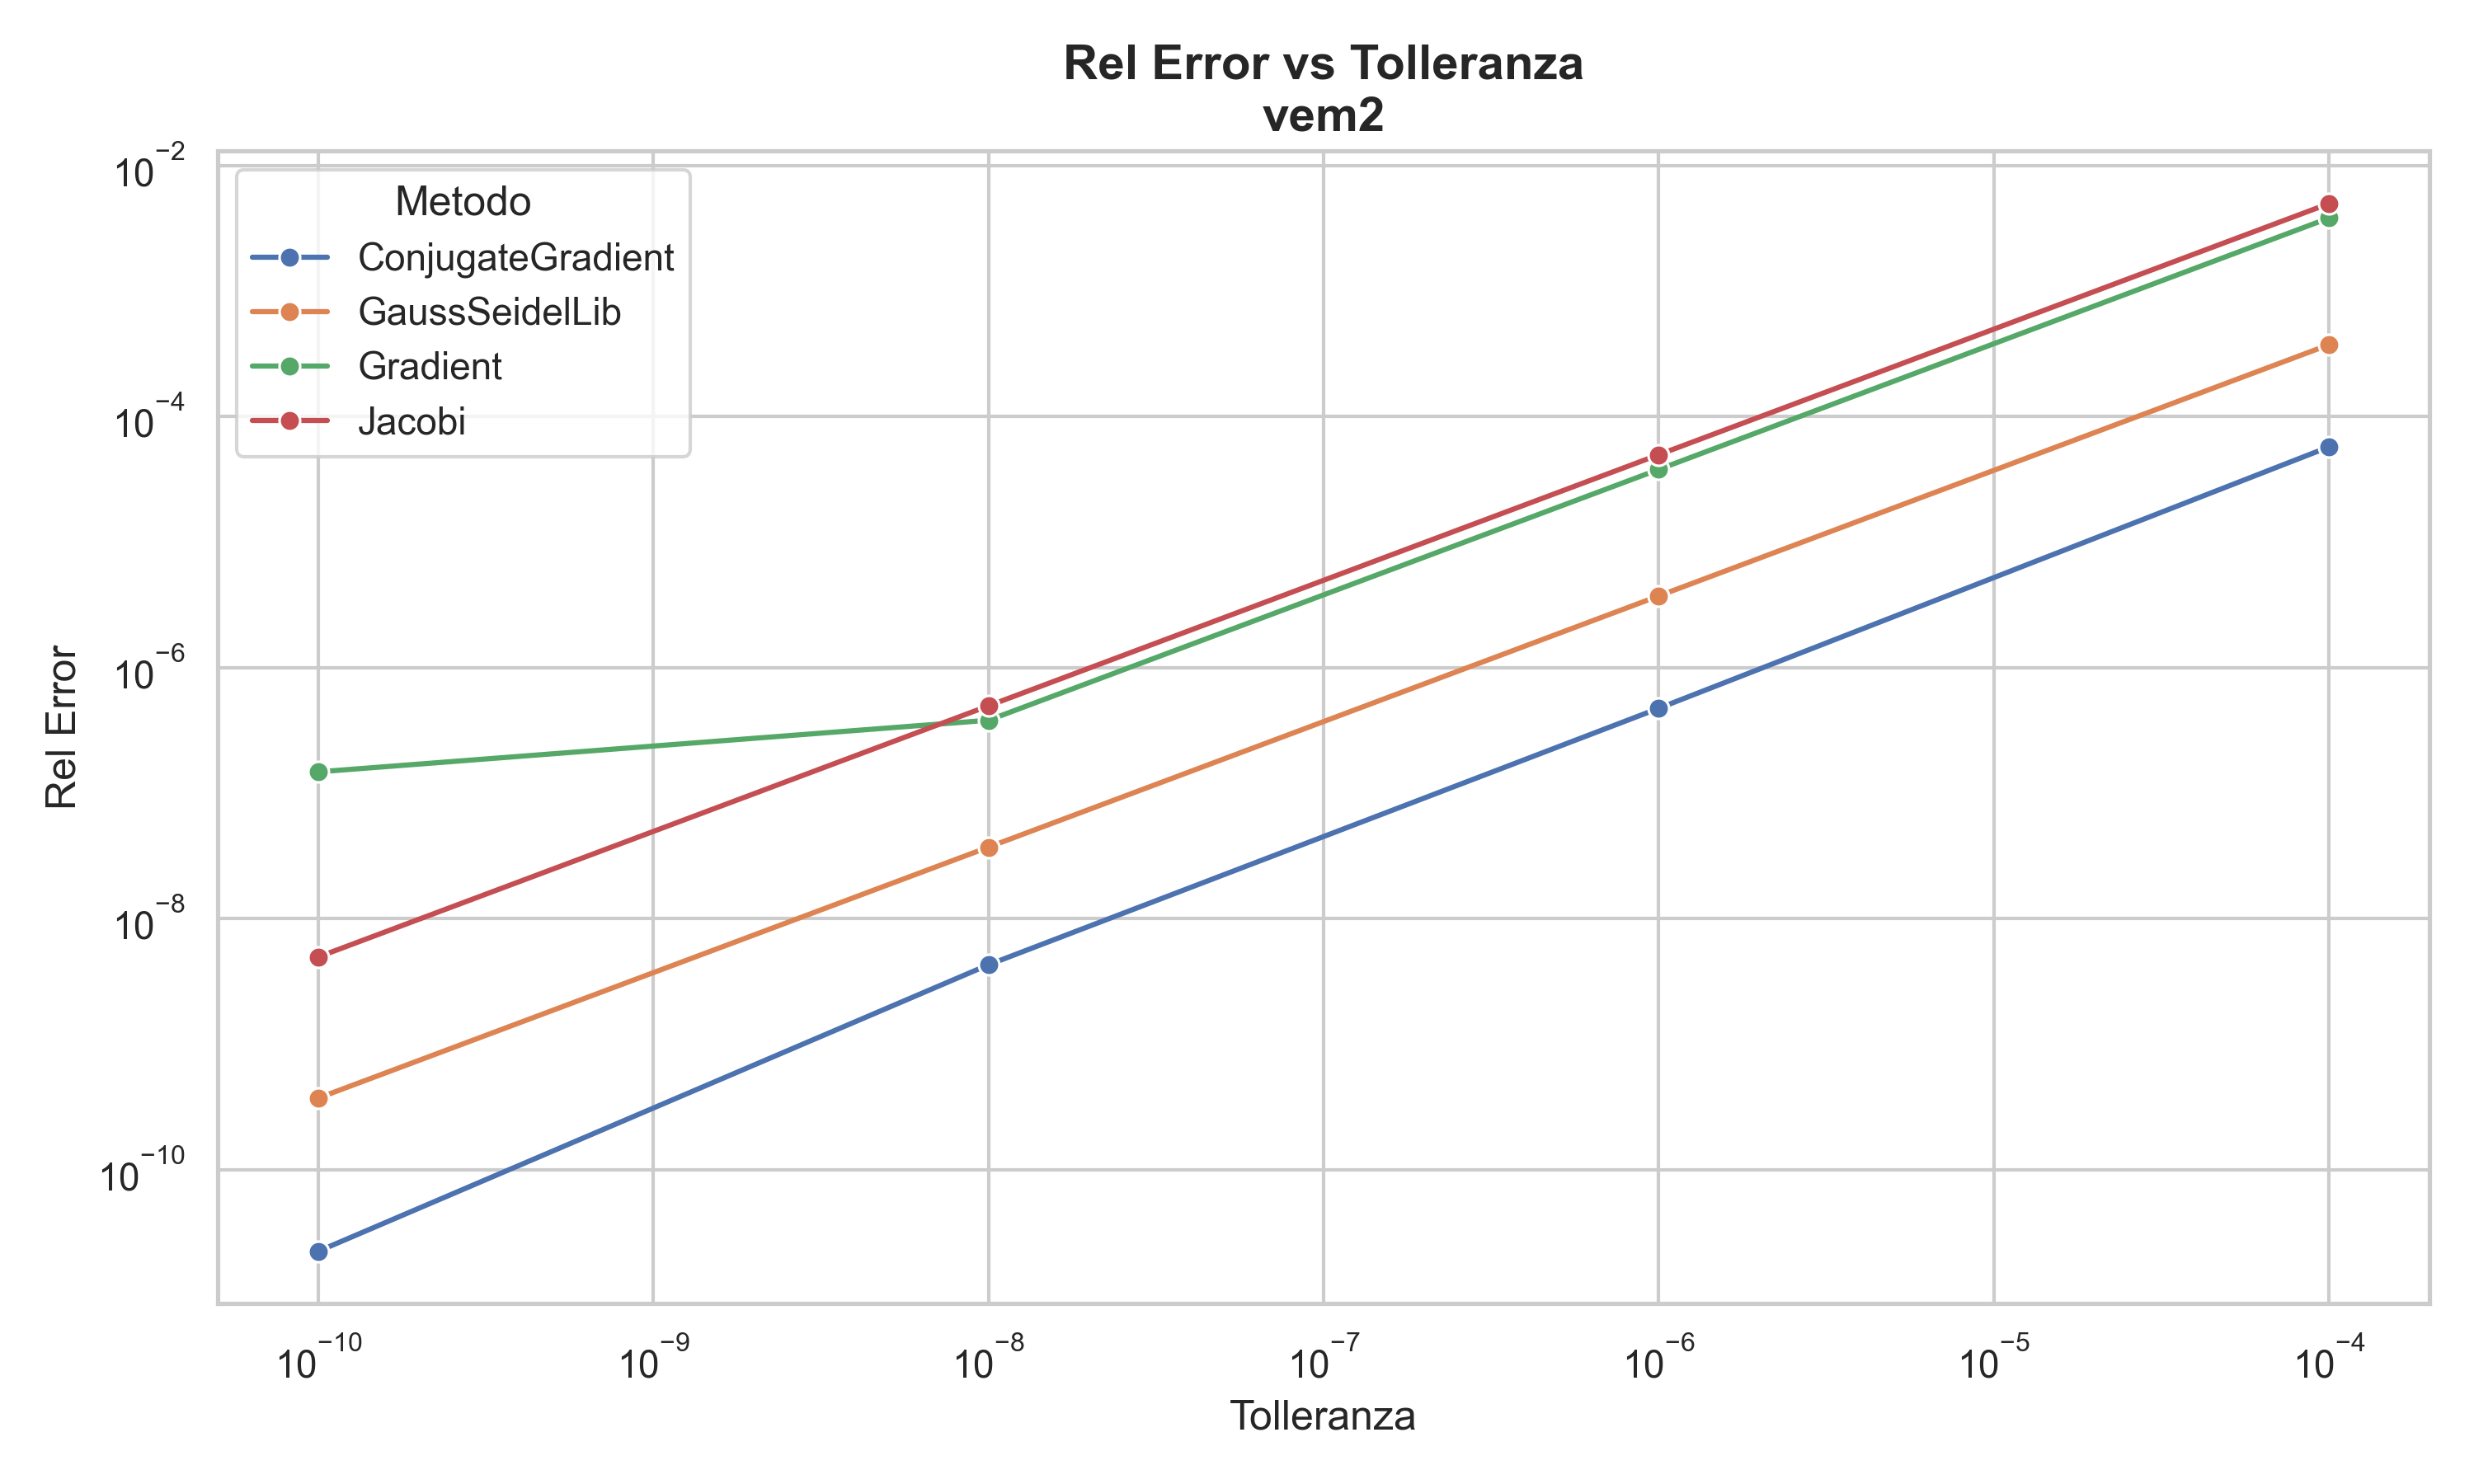 Rel Error vs Tolleranza
vem2
Metodo
ConjugateGradient
GaussSeidelLib
Gradient
Jacobi
Rel Error
10⁻²
10⁻⁴
10⁻⁶
10⁻⁸
10⁻¹⁰
10⁻¹⁰ 10⁻⁹ 10⁻⁸ 10⁻⁷ 10⁻⁶ 10⁻⁵ 10⁻⁴
Tolleranza